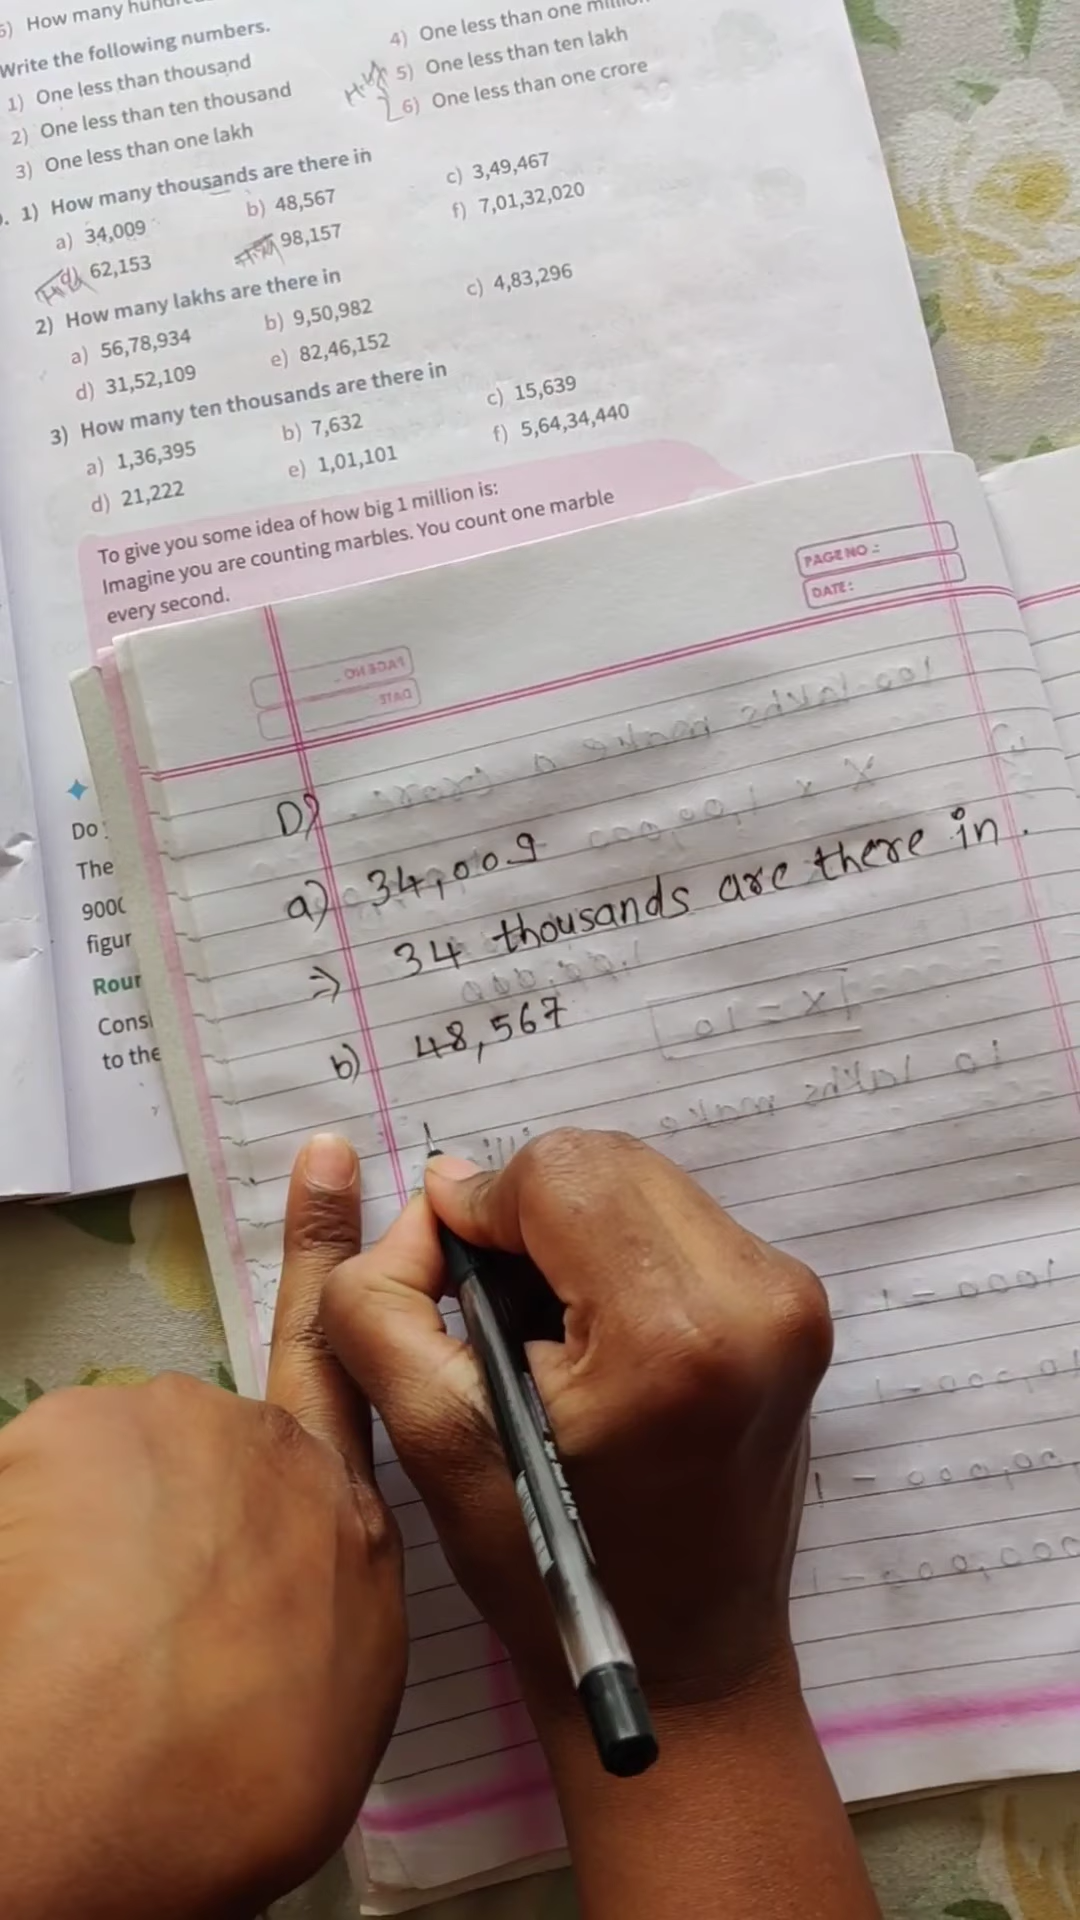 How many
Write the following numbers.
1) One less than thousand
2) One less than ten thousand
3) One less than one lakh
4) One less than one
5) One less than ten lakh
6) One less than one crore
1) How many thousands are there in
a) 34,009
b) 48,567
c) 3,49,467
d) 62,153
98,157
f) 7,01,32,020
2) How many lakhs are there in
a) 56,78,934
b) 9,50,982
c) 4,83,296
d) 31,52,109
e) 82,46,152
3) How many ten thousands are there in
a) 1,36,395
b) 7,632
c) 15,639
d) 21,222
e) 1,01,101
f) 5,64,34,440
To give you some idea of how big 1 million is:
Imagine you are counting marbles. You count one marble
every second.
Do
The
to the
PAGE NO :
DATE:
D)
a) 34,009
⇒ 34 thousands are there in.
b) 48,567